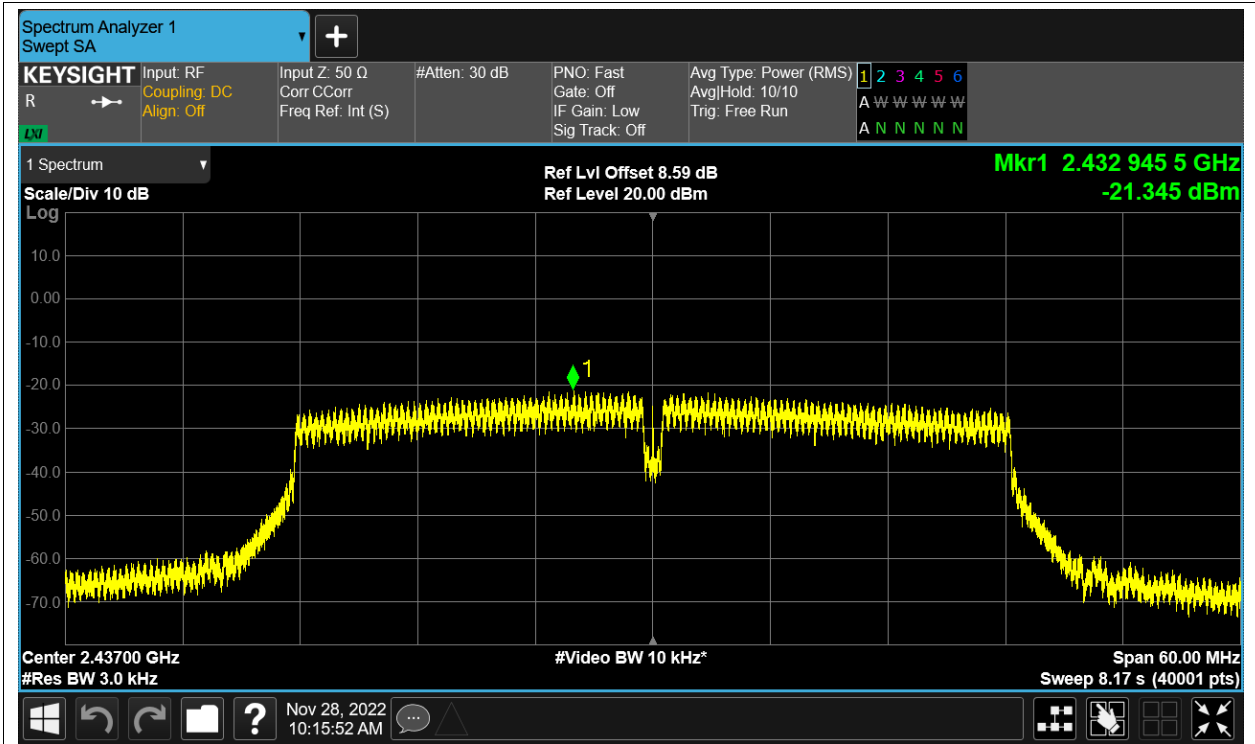 Spectrum Analyzer 1
Swept SA
+
KEYSIGHT
R
LXI
Input: RF
Coupling: DC
Align: Off
Input Z: 50 Ω
Corr CCorr
Freq Ref: Int (S)
#Atten: 30 dB
PNO: Fast
Gate: Off
IF Gain: Low
Sig Track: Off
Avg Type: Power (RMS)
Avg|Hold: 10/10
Trig: Free Run
1 2 3 4 5 6
A W W W W W
A N N N N N
1 Spectrum
Scale/Div 10 dB
Log
Ref Lvl Offset 8.59 dB
Ref Level 20.00 dBm
Mkr1 2.432 945 5 GHz
-21.345 dBm
10.0
0.00
-10.0
1
-20.0
-30.0
-40.0
-50.0
-60.0
-70.0
Center 2.43700 GHz
#Res BW 3.0 kHz
#Video BW 10 kHz*
Span 60.00 MHz
Sweep 8.17 s (40001 pts)
?
Nov 28, 2022
10:15:52 AM